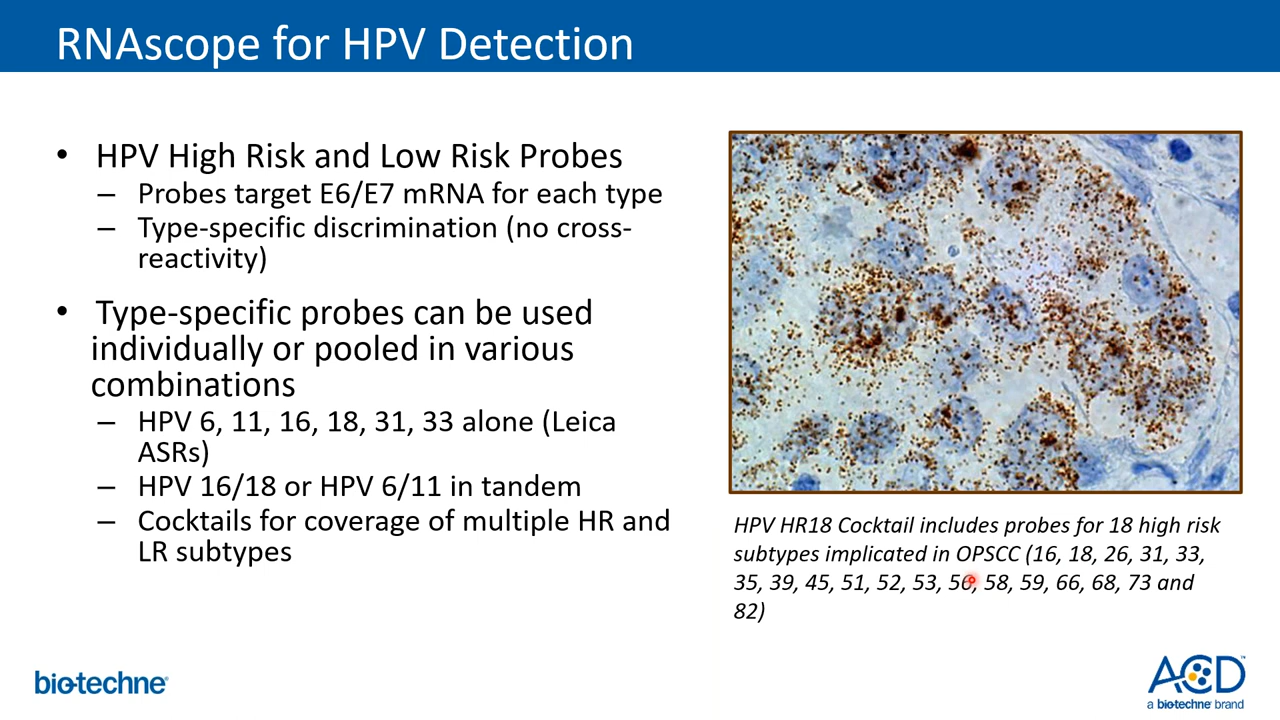 RNAscope for HPV Detection
• HPV High Risk and Low Risk Probes
– Probes target E6/E7 mRNA for each type
– Type-specific discrimination (no cross-
reactivity)
• Type-specific probes can be used
individually or pooled in various
combinations
– HPV 6, 11, 16, 18, 31, 33 alone (Leica
ASRs)
– HPV 16/18 or HPV 6/11 in tandem
– Cocktails for coverage of multiple HR and
LR subtypes
HPV HR18 Cocktail includes probes for 18 high risk
subtypes implicated in OPSCC (16, 18, 26, 31, 33,
35, 39, 45, 51, 52, 53, 56, 58, 59, 66, 68, 73 and
82)
bio-techne®
ACD™
a bio-techne® brand